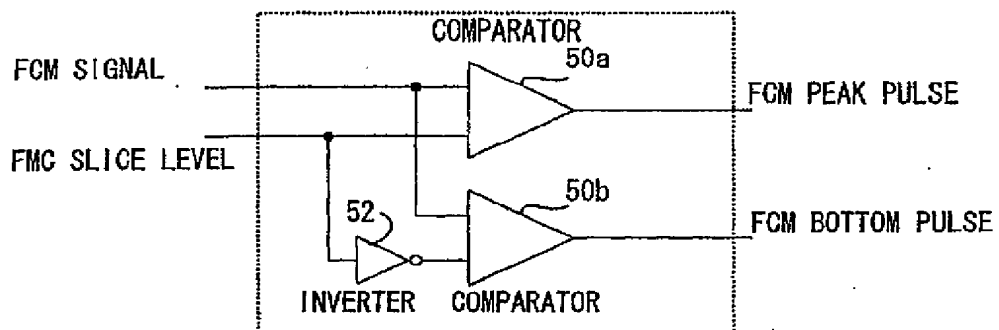 COMPARATOR
50a
FCM SIGNAL
FCM PEAK PULSE
FMC SLICE LEVEL
50b
52
FCM BOTTOM PULSE
INVERTER
COMPARATOR